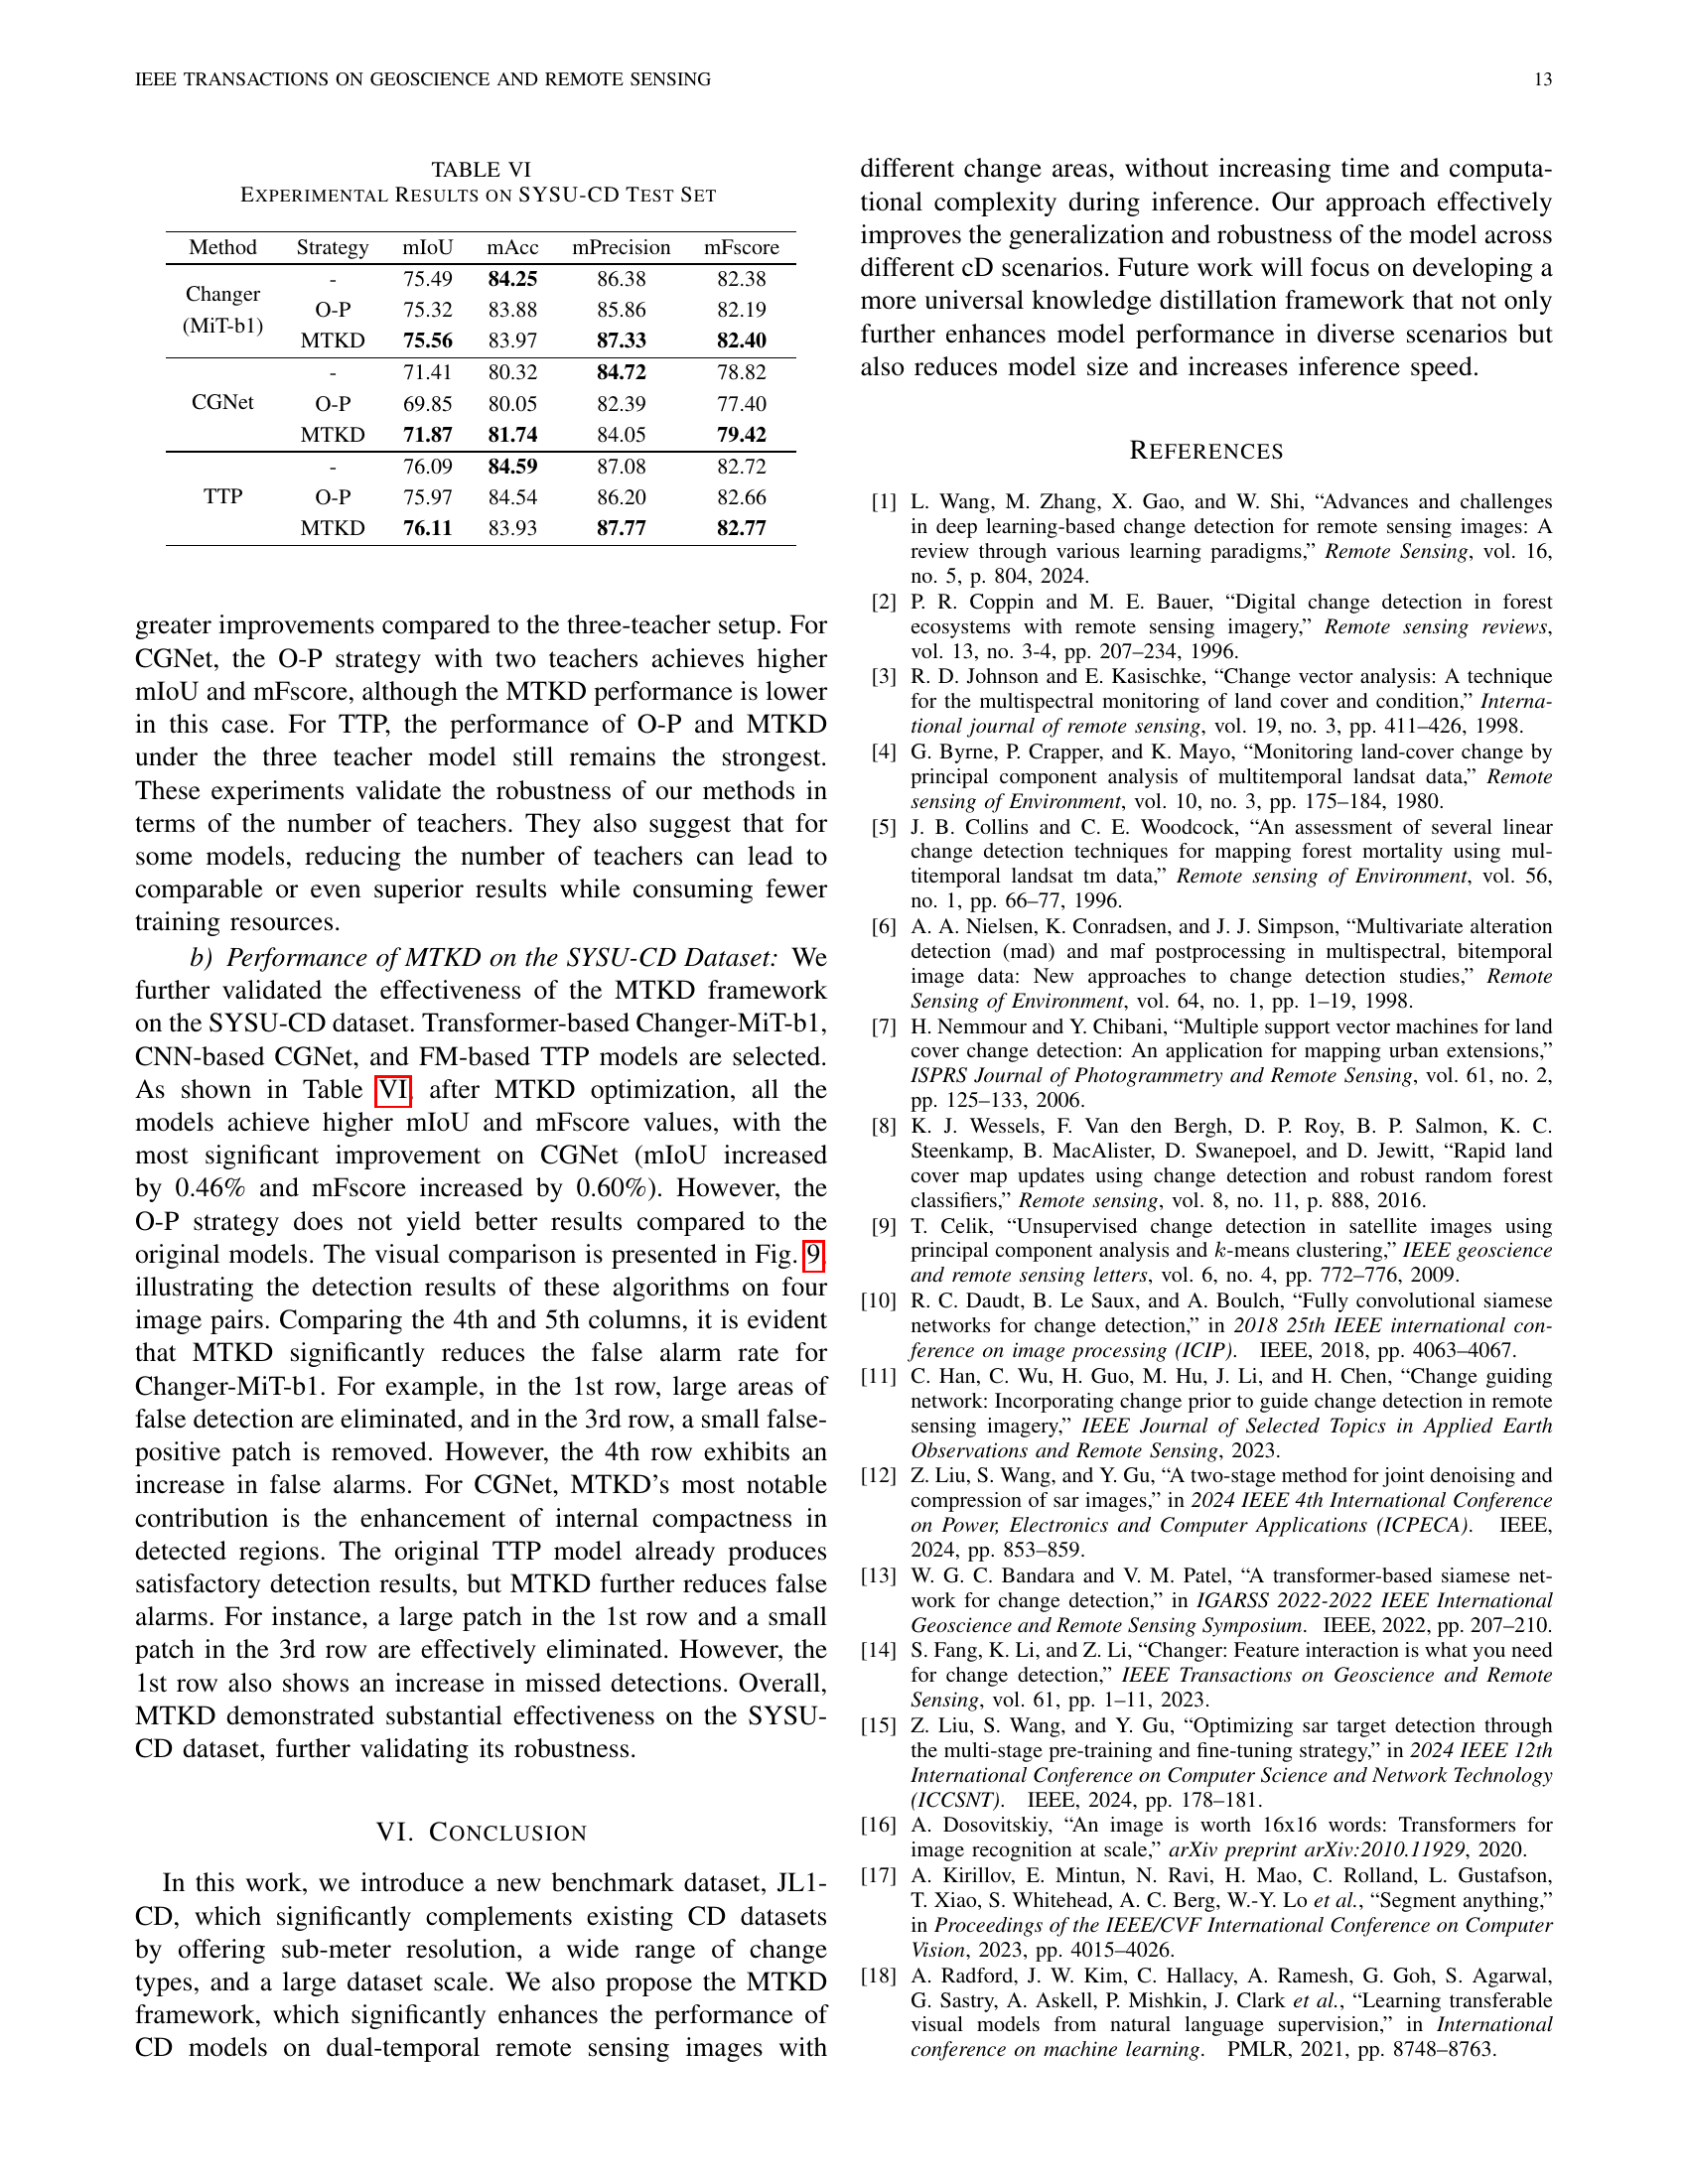 IEEE TRANSACTIONS ON GEOSCIENCE AND REMOTE SENSING 13
TABLE VI
EXPERIMENTAL RESULTS ON SYSU-CD TEST SET
Method Strategy mIoU mAcc mPrecision mFscore
Changer (MiT-b1) - 75.49 84.25 86.38 82.38
O-P 75.32 83.88 85.86 82.19
MTKD 75.56 83.97 87.33 82.40
CGNet - 71.41 80.32 84.72 78.82
O-P 69.85 80.05 82.39 77.40
MTKD 71.87 81.74 84.05 79.42
TTP - 76.09 84.59 87.08 82.72
O-P 75.97 84.54 86.20 82.66
MTKD 76.11 83.93 87.77 82.77
greater improvements compared to the three-teacher setup. For
CGNet, the O-P strategy with two teachers achieves higher
mIoU and mFscore, although the MTKD performance is lower
in this case. For TTP, the performance of O-P and MTKD
under the three teacher model still remains the strongest.
These experiments validate the robustness of our methods in
terms of the number of teachers. They also suggest that for
some models, reducing the number of teachers can lead to
comparable or even superior results while consuming fewer
training resources.
b) Performance of MTKD on the SYSU-CD Dataset: We
further validated the effectiveness of the MTKD framework
on the SYSU-CD dataset. Transformer-based Changer-MiT-b1,
CNN-based CGNet, and FM-based TTP models are selected.
As shown in Table VI, after MTKD optimization, all the
models achieve higher mIoU and mFscore values, with the
most significant improvement on CGNet (mIoU increased
by 0.46% and mFscore increased by 0.60%). However, the
O-P strategy does not yield better results compared to the
original models. The visual comparison is presented in Fig. 9,
illustrating the detection results of these algorithms on four
image pairs. Comparing the 4th and 5th columns, it is evident
that MTKD significantly reduces the false alarm rate for
Changer-MiT-b1. For example, in the 1st row, large areas of
false detection are eliminated, and in the 3rd row, a small false-
positive patch is removed. However, the 4th row exhibits an
increase in false alarms. For CGNet, MTKD's most notable
contribution is the enhancement of internal compactness in
detected regions. The original TTP model already produces
satisfactory detection results, but MTKD further reduces false
alarms. For instance, a large patch in the 1st row and a small
patch in the 3rd row are effectively eliminated. However, the
1st row also shows an increase in missed detections. Overall,
MTKD demonstrated substantial effectiveness on the SYSU-
CD dataset, further validating its robustness.
VI. CONCLUSION
In this work, we introduce a new benchmark dataset, JL1-
CD, which significantly complements existing CD datasets
by offering sub-meter resolution, a wide range of change
types, and a large dataset scale. We also propose the MTKD
framework, which significantly enhances the performance of
CD models on dual-temporal remote sensing images with
different change areas, without increasing time and computa-
tional complexity during inference. Our approach effectively
improves the generalization and robustness of the model across
different cD scenarios. Future work will focus on developing a
more universal knowledge distillation framework that not only
further enhances model performance in diverse scenarios but
also reduces model size and increases inference speed.
REFERENCES
[1] L. Wang, M. Zhang, X. Gao, and W. Shi, “Advances and challenges
in deep learning-based change detection for remote sensing images: A
review through various learning paradigms,” Remote Sensing, vol. 16,
no. 5, p. 804, 2024.
[2] P. R. Coppin and M. E. Bauer, “Digital change detection in forest
ecosystems with remote sensing imagery,” Remote sensing reviews,
vol. 13, no. 3-4, pp. 207–234, 1996.
[3] R. D. Johnson and E. Kasischke, “Change vector analysis: A technique
for the multispectral monitoring of land cover and condition,” Interna-
tional journal of remote sensing, vol. 19, no. 3, pp. 411–426, 1998.
[4] G. Byrne, P. Crapper, and K. Mayo, “Monitoring land-cover change by
principal component analysis of multitemporal landsat data,” Remote
sensing of Environment, vol. 10, no. 3, pp. 175–184, 1980.
[5] J. B. Collins and C. E. Woodcock, “An assessment of several linear
change detection techniques for mapping forest mortality using mul-
titemporal landsat tm data,” Remote sensing of Environment, vol. 56,
no. 1, pp. 66–77, 1996.
[6] A. A. Nielsen, K. Conradsen, and J. J. Simpson, “Multivariate alteration
detection (mad) and maf postprocessing in multispectral, bitemporal
image data: New approaches to change detection studies,” Remote
Sensing of Environment, vol. 64, no. 1, pp. 1–19, 1998.
[7] H. Nemmour and Y. Chibani, “Multiple support vector machines for land
cover change detection: An application for mapping urban extensions,”
ISPRS Journal of Photogrammetry and Remote Sensing, vol. 61, no. 2,
pp. 125–133, 2006.
[8] K. J. Wessels, F. Van den Bergh, D. P. Roy, B. P. Salmon, K. C.
Steenkamp, B. MacAlister, D. Swanepoel, and D. Jewitt, “Rapid land
cover map updates using change detection and robust random forest
classifiers,” Remote sensing, vol. 8, no. 11, p. 888, 2016.
[9] T. Celik, “Unsupervised change detection in satellite images using
principal component analysis and k-means clustering,” IEEE geoscience
and remote sensing letters, vol. 6, no. 4, pp. 772–776, 2009.
[10] R. C. Daudt, B. Le Saux, and A. Boulch, “Fully convolutional siamese
networks for change detection,” in 2018 25th IEEE international con-
ference on image processing (ICIP). IEEE, 2018, pp. 4063–4067.
[11] C. Han, C. Wu, H. Guo, M. Hu, J. Li, and H. Chen, “Change guiding
network: Incorporating change prior to guide change detection in remote
sensing imagery,” IEEE Journal of Selected Topics in Applied Earth
Observations and Remote Sensing, 2023.
[12] Z. Liu, S. Wang, and Y. Gu, “A two-stage method for joint denoising and
compression of sar images,” in 2024 IEEE 4th International Conference
on Power, Electronics and Computer Applications (ICPECA). IEEE,
2024, pp. 853–859.
[13] W. G. C. Bandara and V. M. Patel, “A transformer-based siamese net-
work for change detection,” in IGARSS 2022-2022 IEEE International
Geoscience and Remote Sensing Symposium. IEEE, 2022, pp. 207–210.
[14] S. Fang, K. Li, and Z. Li, “Changer: Feature interaction is what you need
for change detection,” IEEE Transactions on Geoscience and Remote
Sensing, vol. 61, pp. 1–11, 2023.
[15] Z. Liu, S. Wang, and Y. Gu, “Optimizing sar target detection through
the multi-stage pre-training and fine-tuning strategy,” in 2024 IEEE 12th
International Conference on Computer Science and Network Technology
(ICCSNT). IEEE, 2024, pp. 178–181.
[16] A. Dosovitskiy, “An image is worth 16x16 words: Transformers for
image recognition at scale,” arXiv preprint arXiv:2010.11929, 2020.
[17] A. Kirillov, E. Mintun, N. Ravi, H. Mao, C. Rolland, L. Gustafson,
T. Xiao, S. Whitehead, A. C. Berg, W.-Y. Lo et al., “Segment anything,”
in Proceedings of the IEEE/CVF International Conference on Computer
Vision, 2023, pp. 4015–4026.
[18] A. Radford, J. W. Kim, C. Hallacy, A. Ramesh, G. Goh, S. Agarwal,
G. Sastry, A. Askell, P. Mishkin, J. Clark et al., “Learning transferable
visual models from natural language supervision,” in International
conference on machine learning. PMLR, 2021, pp. 8748–8763.